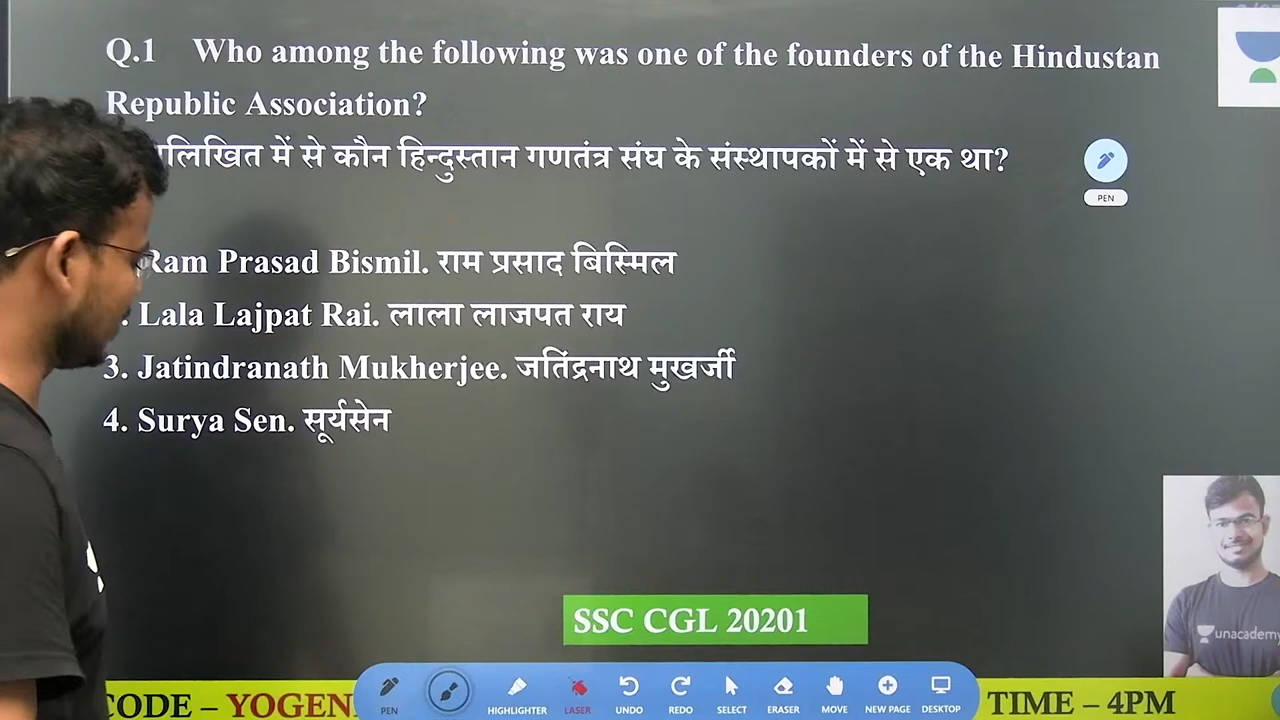 Q.1 Who among the following was one of the founders of the Hindustan
Republic Association?
में से कौन हिन्दुस्तान गणतंत्र संघ के संस्थापकों में से एक था?
Ram Prasad Bismil. राम प्रसाद बिस्मिल
. Lala Lajpat Rai. लाला लाजपत राय
3. Jatindranath Mukherjee. जतिंद्रनाथ मुखर्जी
4. Surya Sen. सूर्यसेन
PEN
SSC CGL 20201
unacademy
CODE – YOGEN
PEN
HIGHLIGHTER
LASER
UNDO
REDO
SELECT
ERASER
MOVE
NEW PAGE
DESKTOP
TIME – 4PM